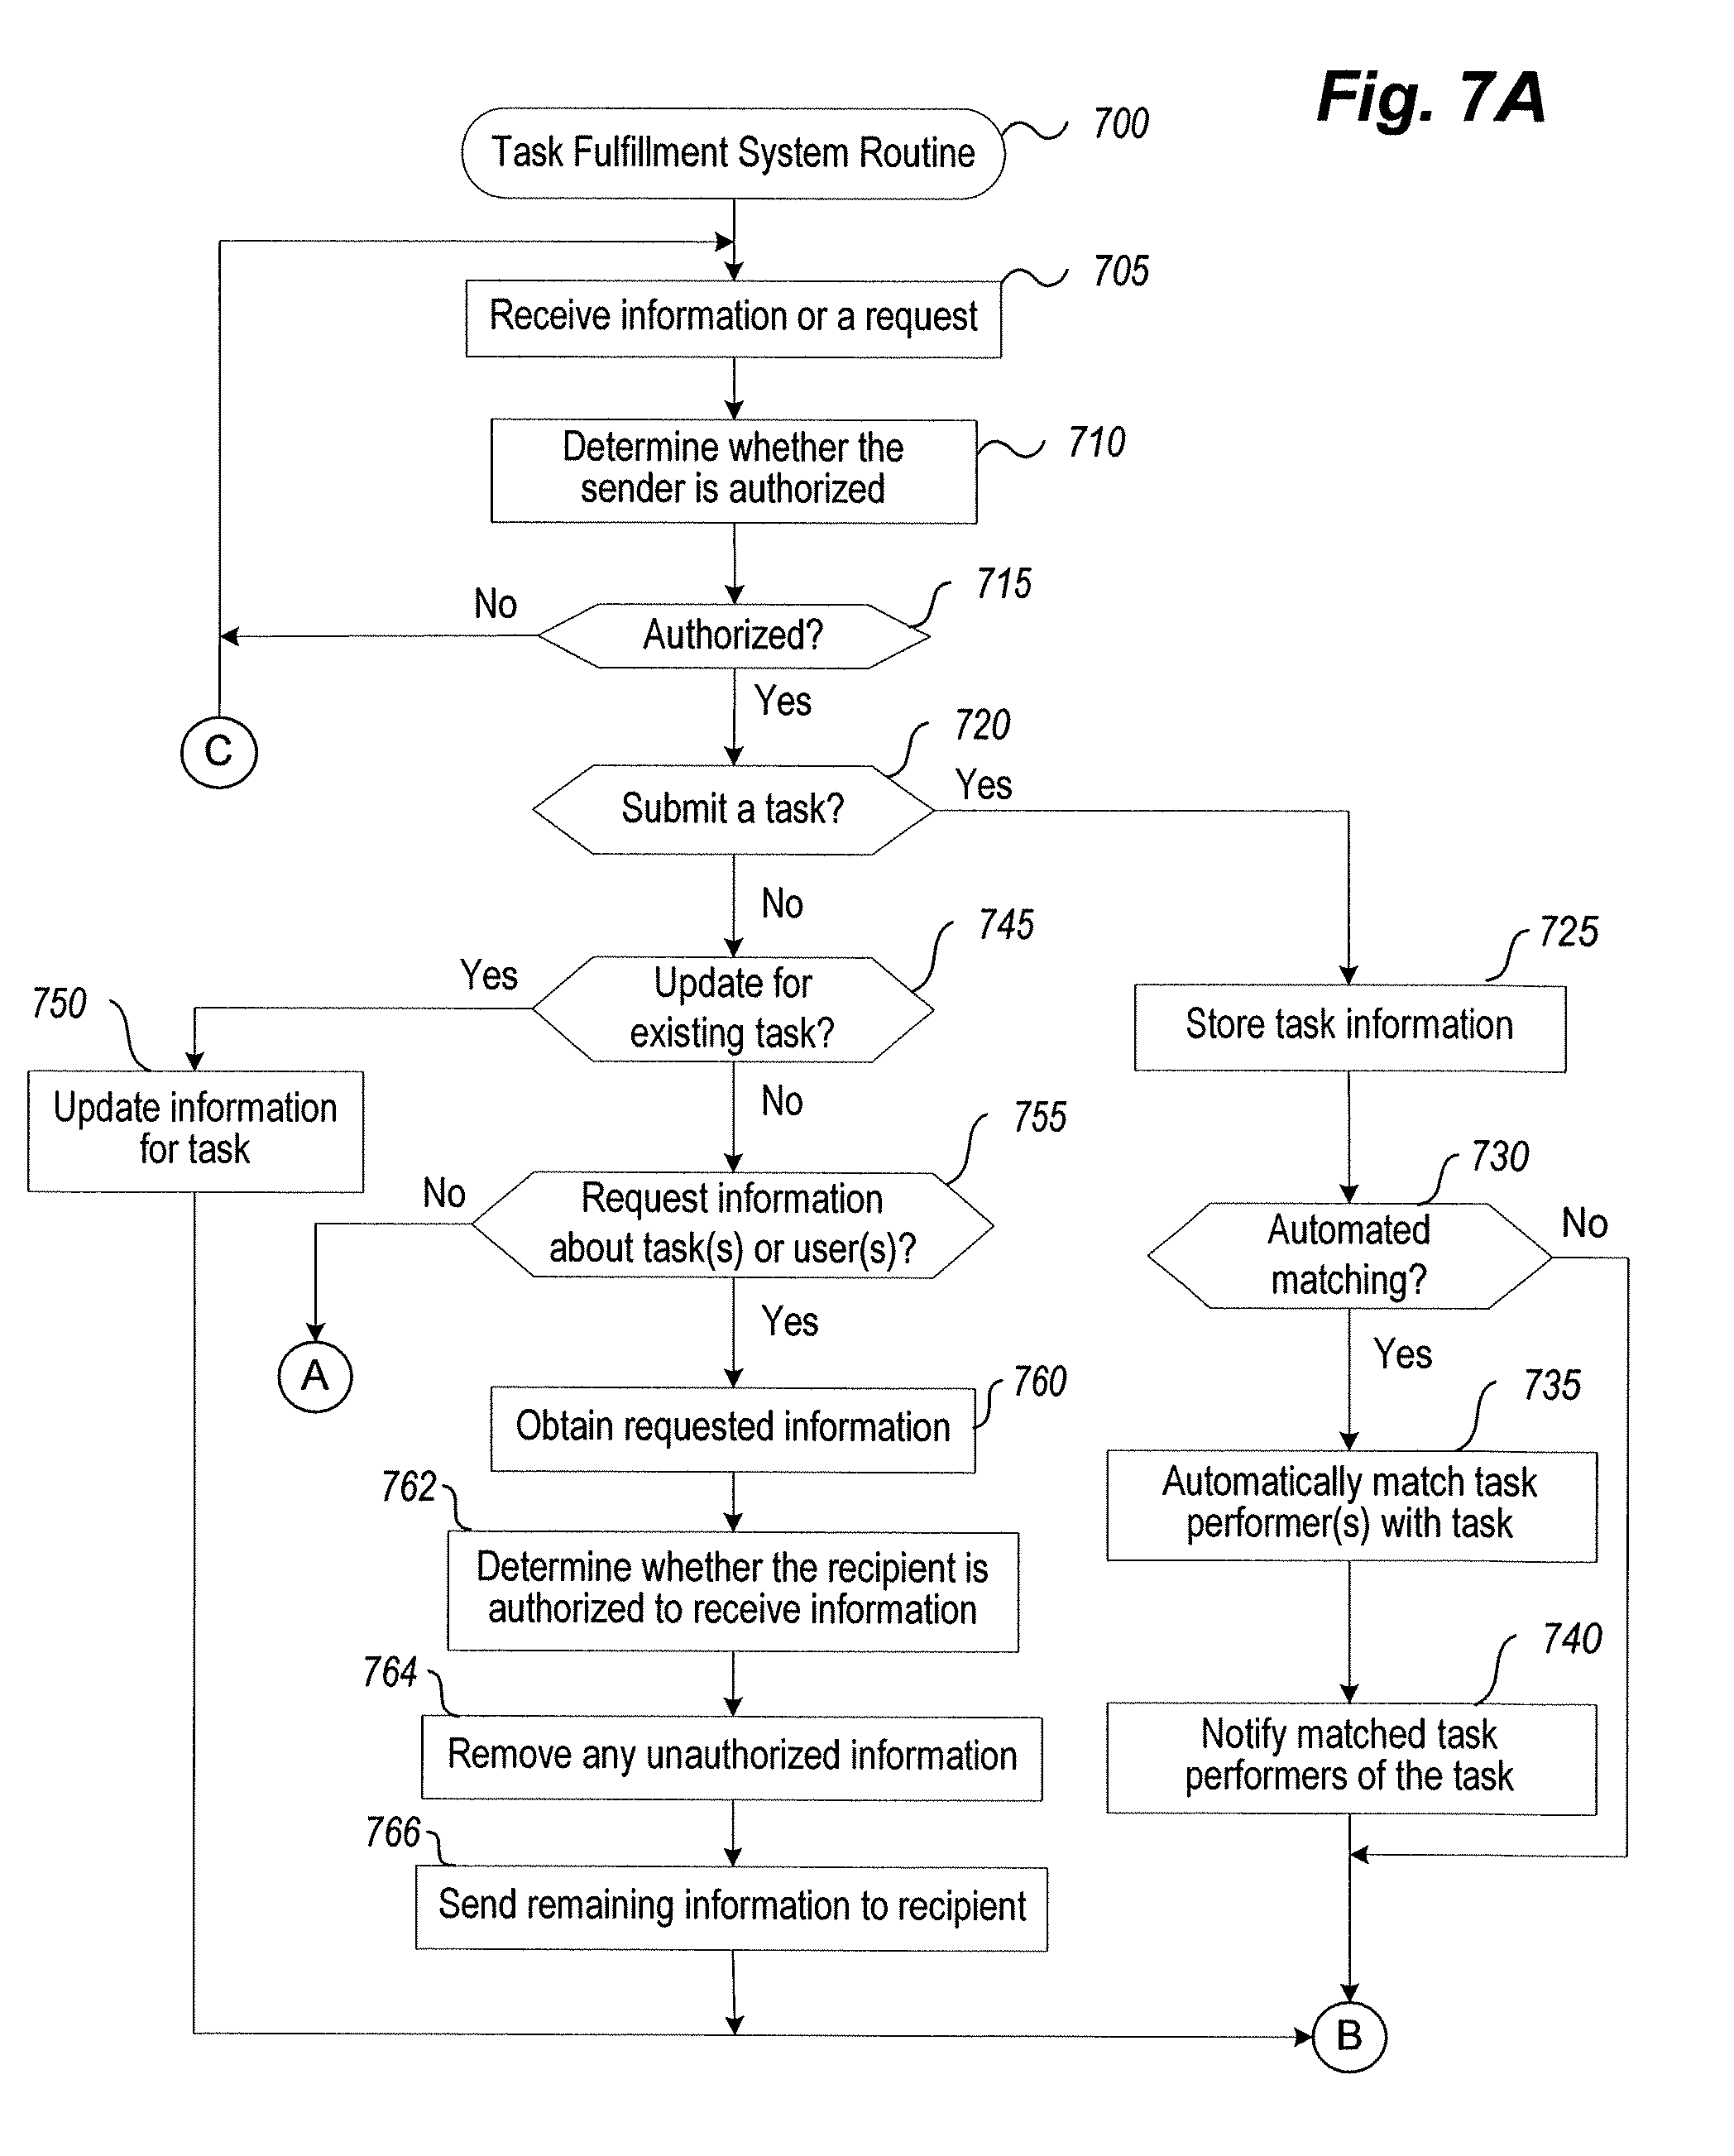 Fig. 7A
Task Fulfillment System Routine
700
705
Receive information or a request
710
Determine whether the
sender is authorized
715
No
Authorized?
Yes
C
720
Submit a task?
Yes
No
745
725
Yes
Update for
existing task?
750
Store task information
Update information
for task
No
755
730
No
Request information
about task(s) or user(s)?
Automated
matching?
No
Yes
Yes
A
760
735
Obtain requested information
762
Automatically match task
performer(s) with task
Determine whether the recipient is
authorized to receive information
764
740
Remove any unauthorized information
Notify matched task
performers of the task
766
Send remaining information to recipient
B